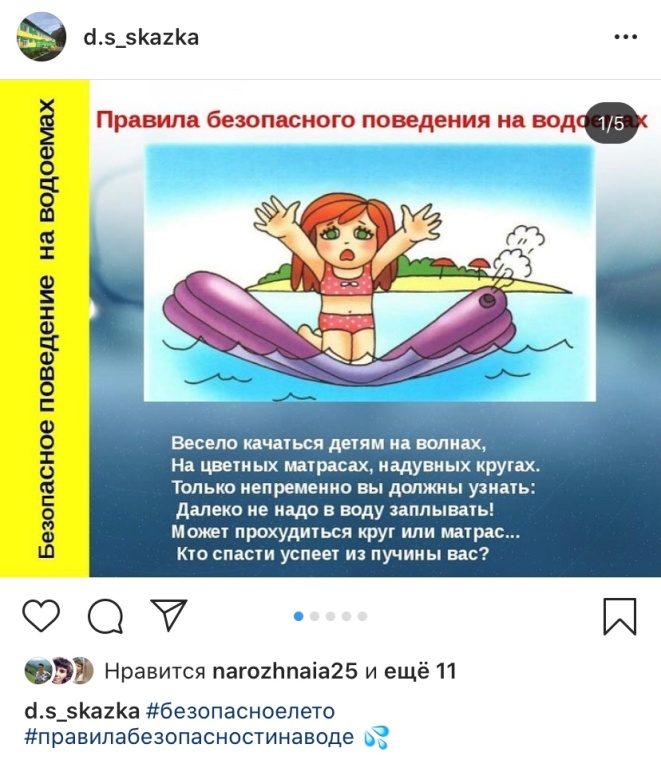 d.s_skazka
Безопасное поведение на водоемах
Правила безопасного поведения на водоемах
1/5
Весело качаться детям на волнах,
На цветных матрасах, надувных кругах.
Только непременно вы должны узнать:
Далеко не надо в воду заплывать!
Может прохудиться круг или матрас...
Кто спасти успеет из пучины вас?
Нравится narozhnaia25 и ещё 11
d.s_skazka #безопасноелето
#правилабезопасностинаводе 💦